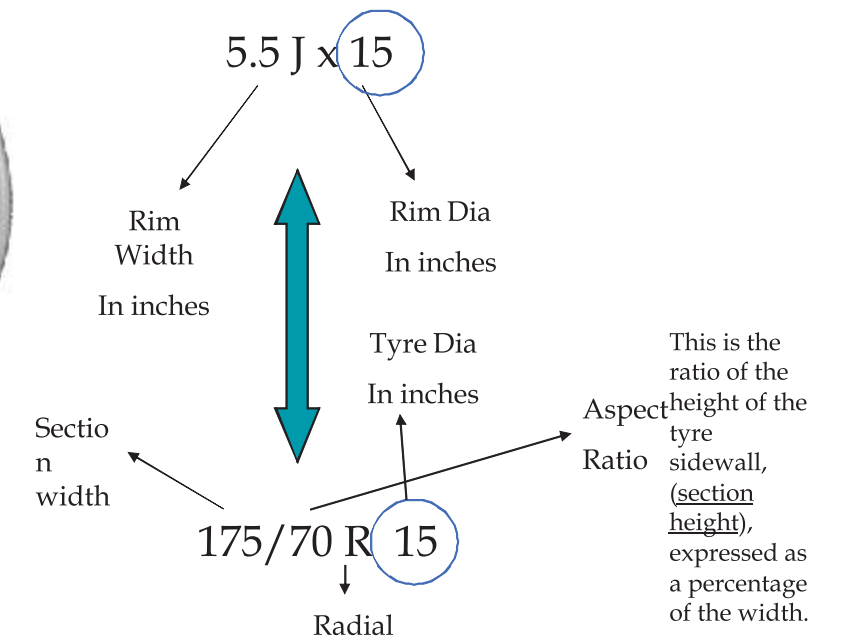 5.5 J x 15
Rim
Width
In inches
Rim Dia
In inches
Tyre Dia
In inches
Sectio
n
width
Aspect
Ratio
This is the
ratio of the
height of the
tyre
sidewall,
(section
height),
expressed as
a percentage
of the width.
175/70 R 15
Radial